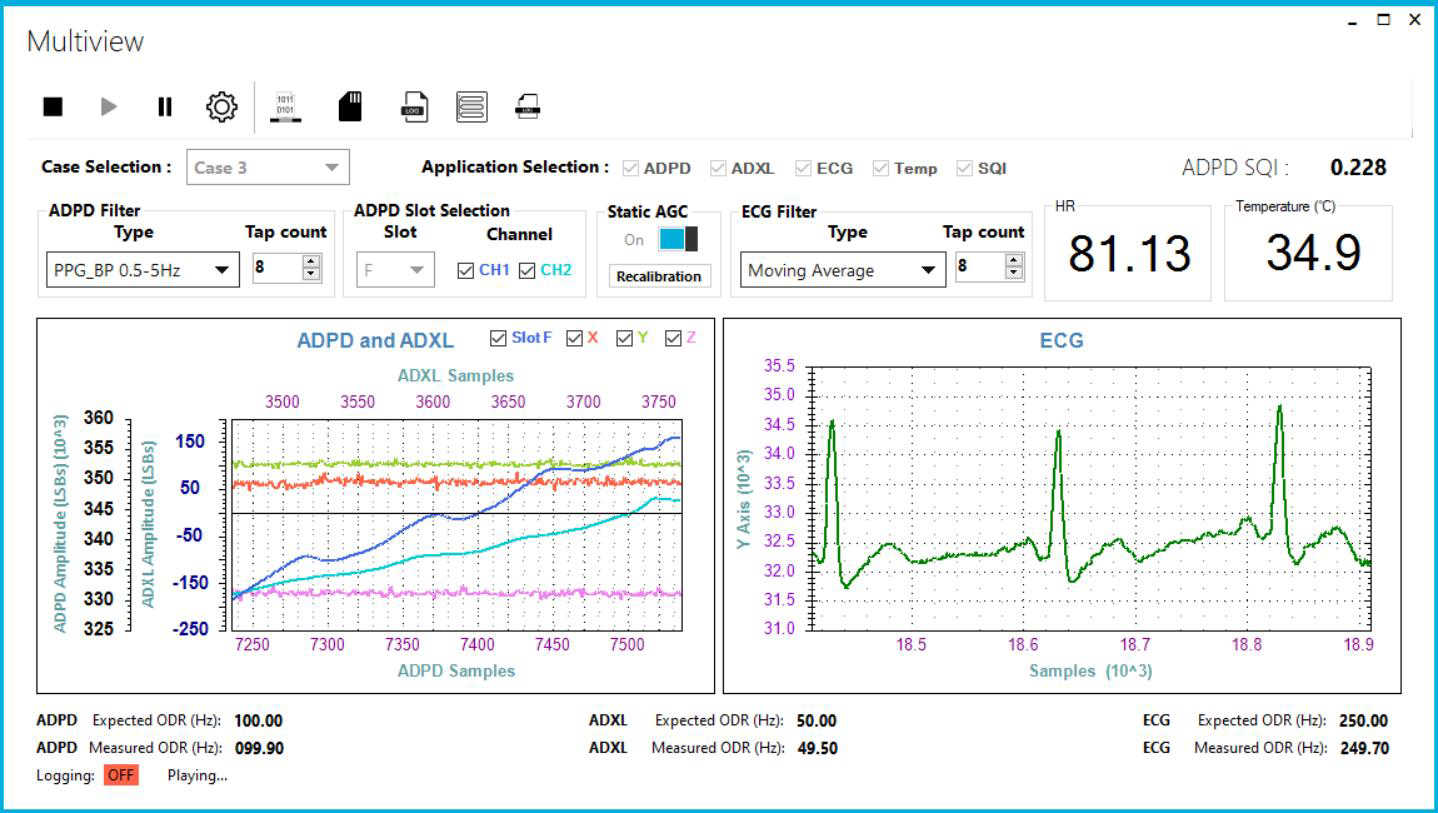 Multiview
1011
0101
LOG
Case Selection : Case 3 Application Selection : ADPD ADXL ECG Temp SQI ADPD SQI : 0.228
ADPD Filter
Type Tap count
PPG_BP 0.5-5Hz 8
ADPD Slot Selection
Slot Channel
F CH1 CH2
Static AGC
On
Recalibration
ECG Filter
Type Tap count
Moving Average 8
HR
81.13
Temperature (°C)
34.9
ADPD and ADXL Slot F X Y Z
ADXL Samples
3500 3550 3600 3650 3700 3750
ADPD Amplitude (LSBs) (10^3)
360
355
350
345
340
335
330
325
ADXL Amplitude (LSBs)
150
50
-50
-150
-250
7250 7300 7350 7400 7450 7500
ADPD Samples
ECG
Y Axis (10^3)
35.5
35.0
34.5
34.0
33.5
33.0
32.5
32.0
31.5
31.0
18.5 18.6 18.7 18.8 18.9
Samples (10^3)
ADPD Expected ODR (Hz): 100.00 ADXL Expected ODR (Hz): 50.00 ECG Expected ODR (Hz): 250.00
ADPD Measured ODR (Hz): 099.90 ADXL Measured ODR (Hz): 49.50 ECG Measured ODR (Hz): 249.70
Logging: OFF Playing...